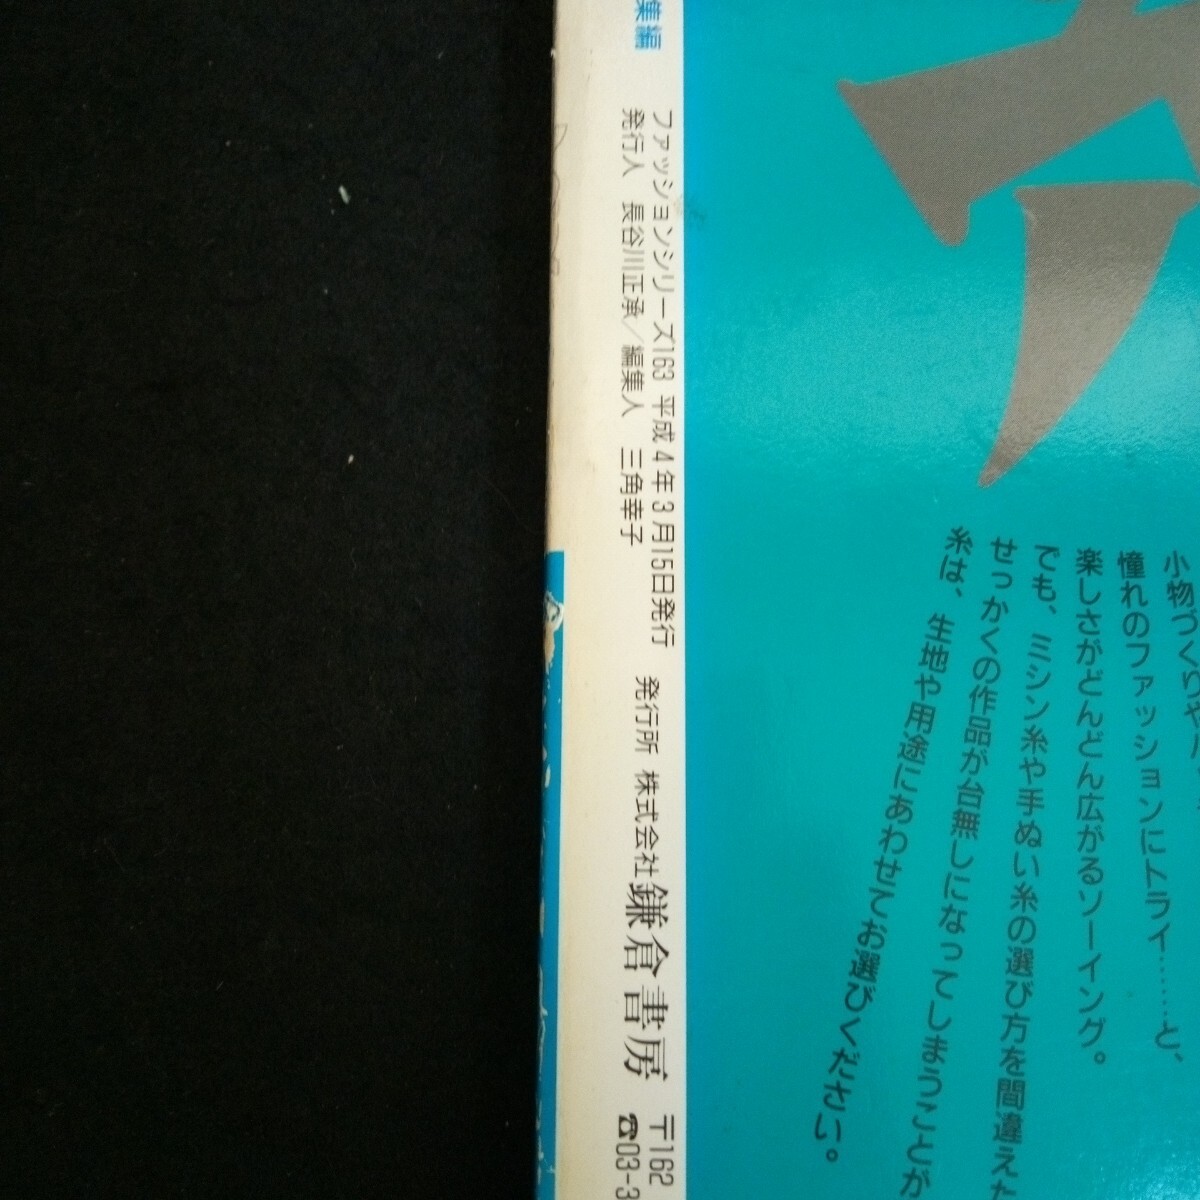 集編
ファッションシリーズ163 平成4年3月15日発行
発行人 長谷川正承/編集人 三角幸子
発行所 株式会社鎌倉書房
〒162
☎03-3
小物づくりや
憧れのファッションにトライ………と、
楽しさがどんどん広がるソーイング。
でも、ミシン糸や手ぬい糸の選び方を間違えた
せっかくの作品が台無しになってしまうことが
糸は、生地や用途にあわせてお選びください。